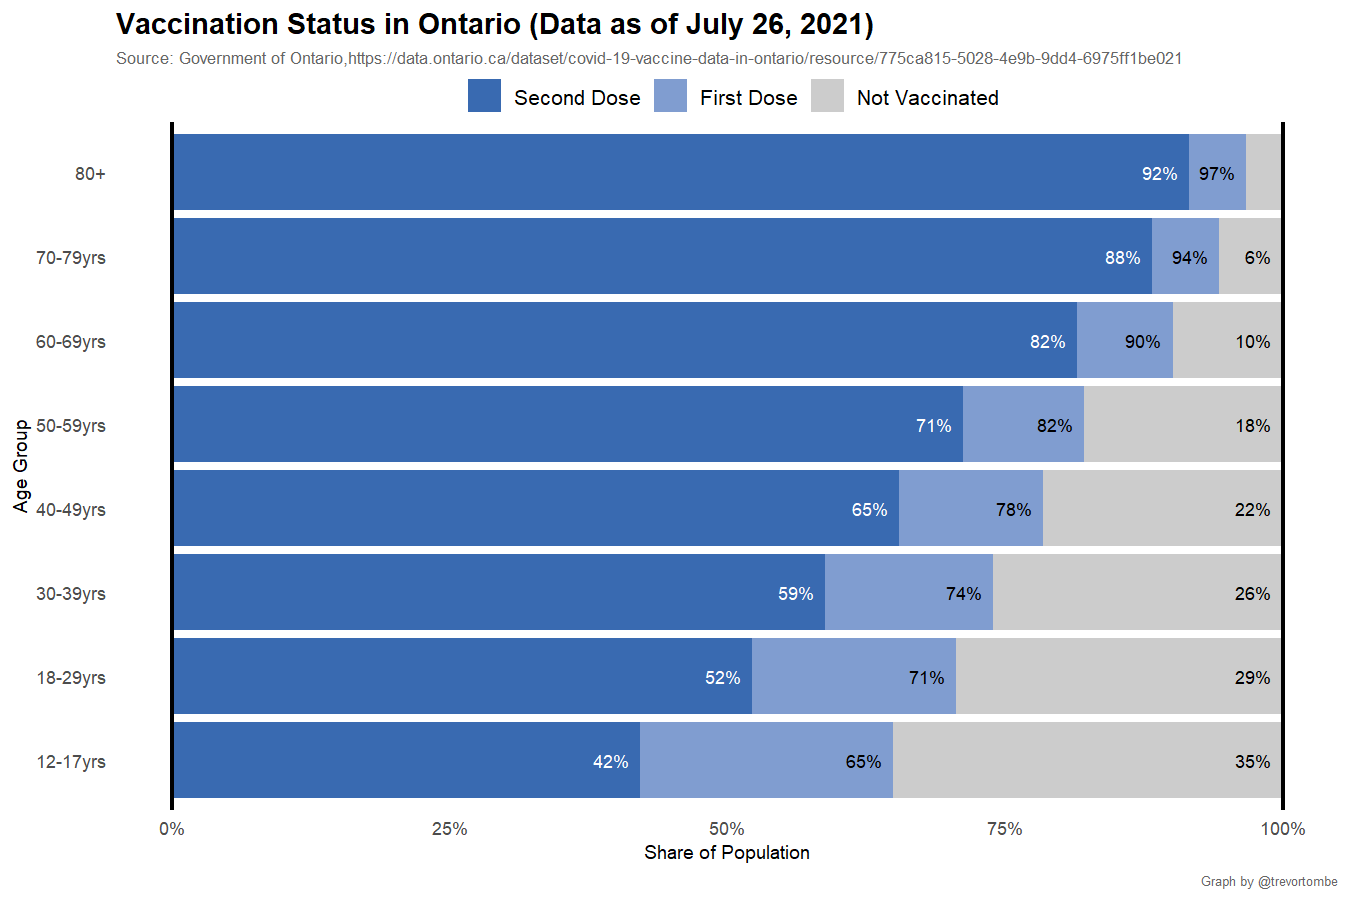 Vaccination Status in Ontario (Data as of July 26, 2021)
Source: Government of Ontario,https://data.ontario.ca/dataset/covid-19-vaccine-data-in-ontario/resource/775ca815-5028-4e9b-9dd4-6975ff1be021
Second Dose First Dose Not Vaccinated
80+ 92% 97%
70-79yrs 88% 94% 6%
60-69yrs 82% 90% 10%
50-59yrs 71% 82% 18%
Age Group
40-49yrs 65% 78% 22%
30-39yrs 59% 74% 26%
18-29yrs 52% 71% 29%
12-17yrs 42% 65% 35%
0% 25% 50% 75% 100%
Share of Population
Graph by @trevortombe